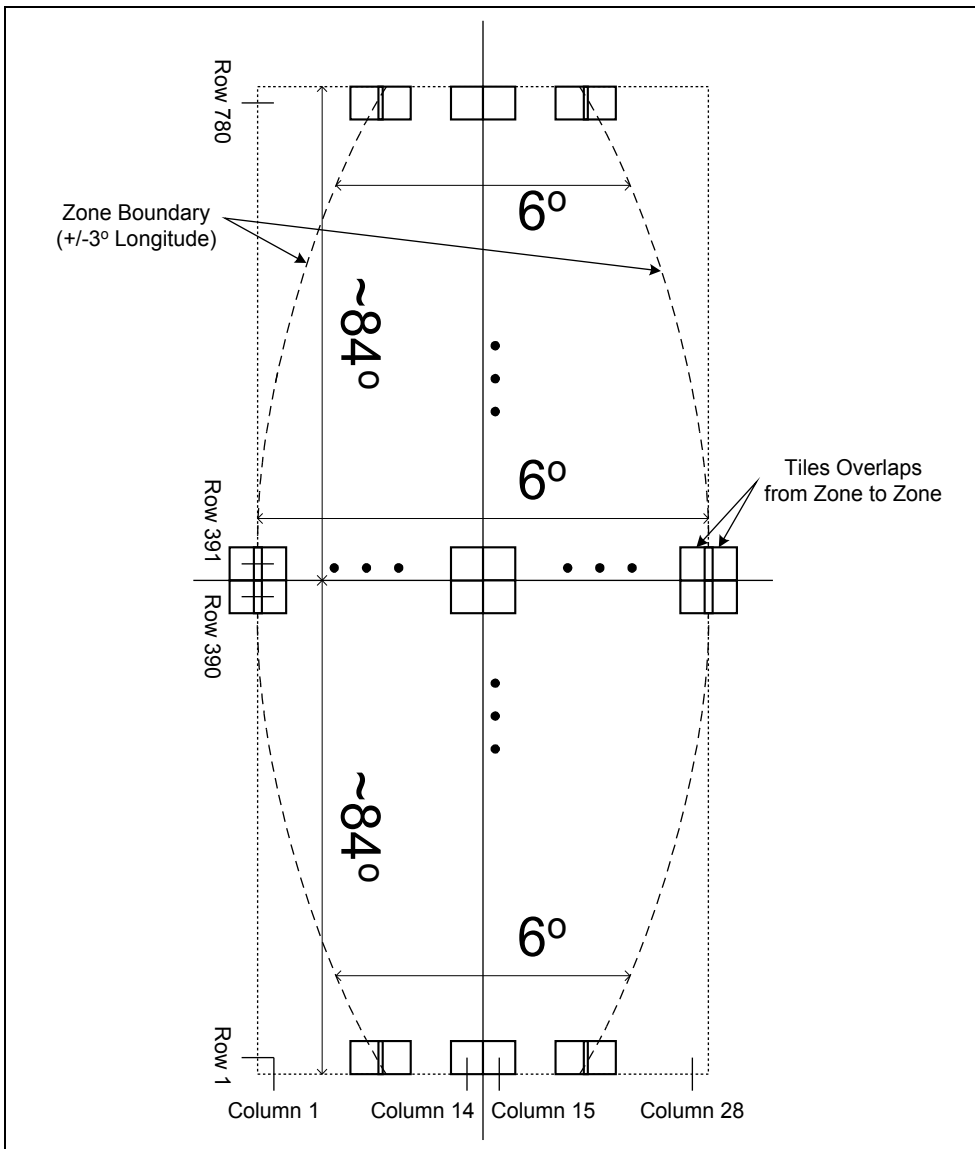 Row 780
Zone Boundary
(+/-3º Longitude)
6º
~84º
6º
Tiles Overlaps
from Zone to Zone
Row 391
Row 390
~84º
6º
Row 1
Column 1
Column 14
Column 15
Column 28